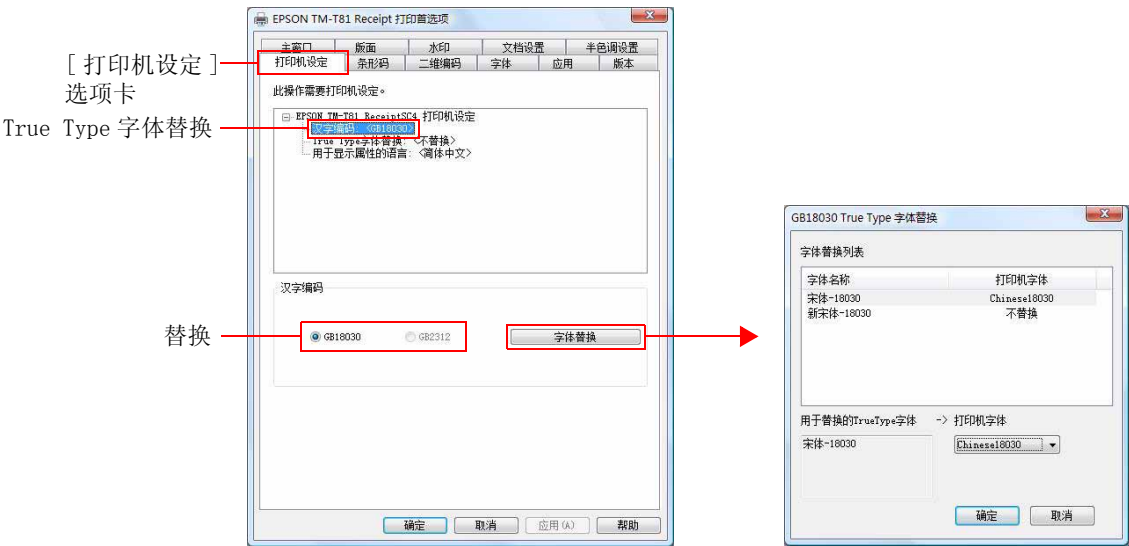 [ 打印机设定 ]
选项卡
True Type 字体替换
替换
EPSON TM-T81 Receipt 打印首选项
主窗口 版面 水印 文档设置 半色调设置
打印机设定 条形码 二维编码 字体 应用 版本
此操作需要打印机设定。
EPSON TM-T81 ReceiptSC4 打印机设定
汉字编码: <GB18030>
True Type字体替换: <不替换>
用于显示属性的语言: <简体中文>
汉字编码
GB18030 GB2312 字体替换
确定 取消 应用(A) 帮助
GB18030 True Type 字体替换
字体替换列表
字体名称 打印机字体
宋体-18030 Chinese18030
新宋体-18030 不替换
用于替换的TrueType字体 -> 打印机字体
宋体-18030 Chinese18030
确定 取消